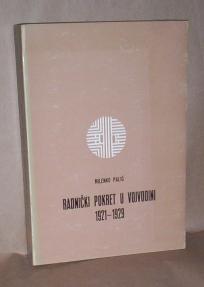 MILENKO PALIĆ
RADNIČKI POKRET U VOJVODINI
1921-1929